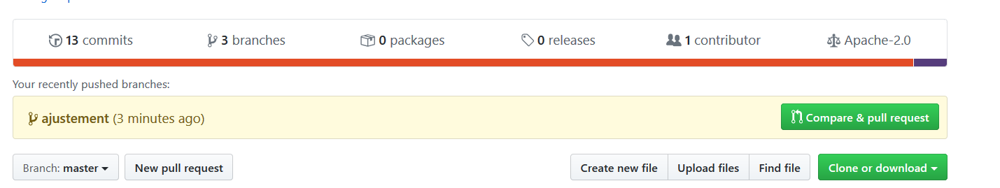 13 commits 3 branches 0 packages 0 releases 1 contributor Apache-2.0
Your recently pushed branches:
ajustement (3 minutes ago) Compare & pull request
Branch: master New pull request Create new file Upload files Find file Clone or download